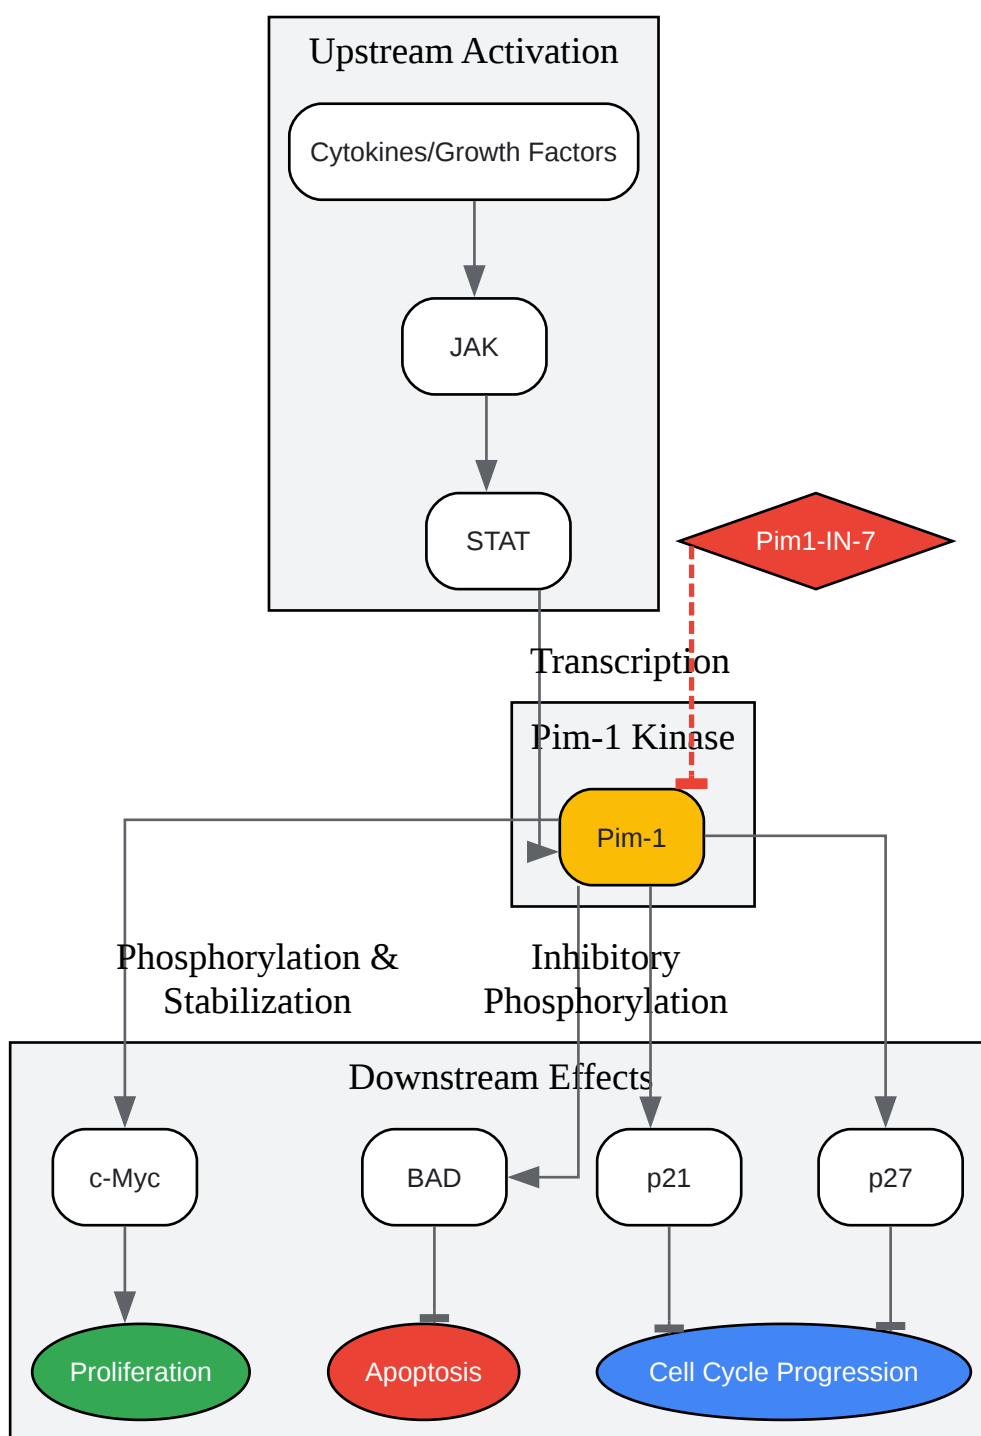 Upstream Activation
Cytokines/Growth Factors
JAK
STAT
Pim1-IN-7
Transcription
Pim-1 Kinase
Pim-1
Phosphorylation &
Stabilization
Inhibitory
Phosphorylation
Downstream Effects
c-Myc
BAD
p21
p27
Proliferation
Apoptosis
Cell Cycle Progression